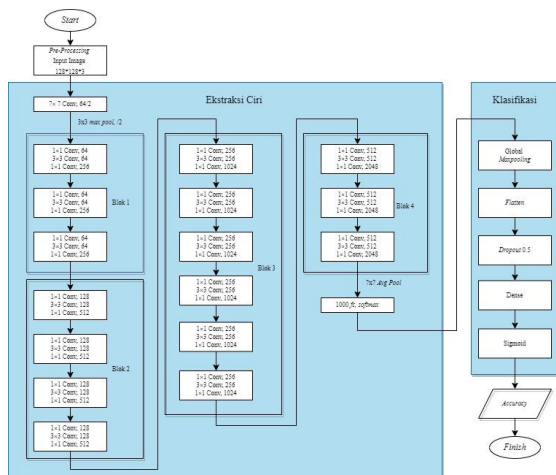 Start
Pre-Processing
Input Image
128*128*3
Ekstraksi Ciri
7×7 Conv, 64/2
3x3 max pool, /2
1×1 Conv, 64
3×3 Conv, 64
1×1 Conv, 256
1×1 Conv, 64
3×3 Conv, 64
1×1 Conv, 256
Blok 1
1×1 Conv, 64
3×3 Conv, 64
1×1 Conv, 256
1×1 Conv, 128
3×3 Conv, 128
1×1 Conv, 512
1×1 Conv, 128
3×3 Conv, 128
1×1 Conv, 512
Blok 2
1×1 Conv, 128
3×3 Conv, 128
1×1 Conv, 512
1×1 Conv, 128
3×3 Conv, 128
1×1 Conv, 512
1×1 Conv, 256
3×3 Conv, 256
1×1 Conv, 1024
1×1 Conv, 256
3×3 Conv, 256
1×1 Conv, 1024
1×1 Conv, 256
3×3 Conv, 256
1×1 Conv, 1024
Blok 3
1×1 Conv, 256
3×3 Conv, 256
1×1 Conv, 1024
1×1 Conv, 256
3×3 Conv, 256
1×1 Conv, 1024
1×1 Conv, 256
3×3 Conv, 256
1×1 Conv, 1024
1×1 Conv, 512
3×3 Conv, 512
1×1 Conv, 2048
1×1 Conv, 512
3×3 Conv, 512
1×1 Conv, 2048
Blok 4
1×1 Conv, 512
3×3 Conv, 512
1×1 Conv, 2048
7x7 Avg Pool
1000 fc, softmax
Klasifikasi
Global
Maxpooling
Flatten
Dropout 0.5
Dense
Sigmoid
Accuracy
Finish